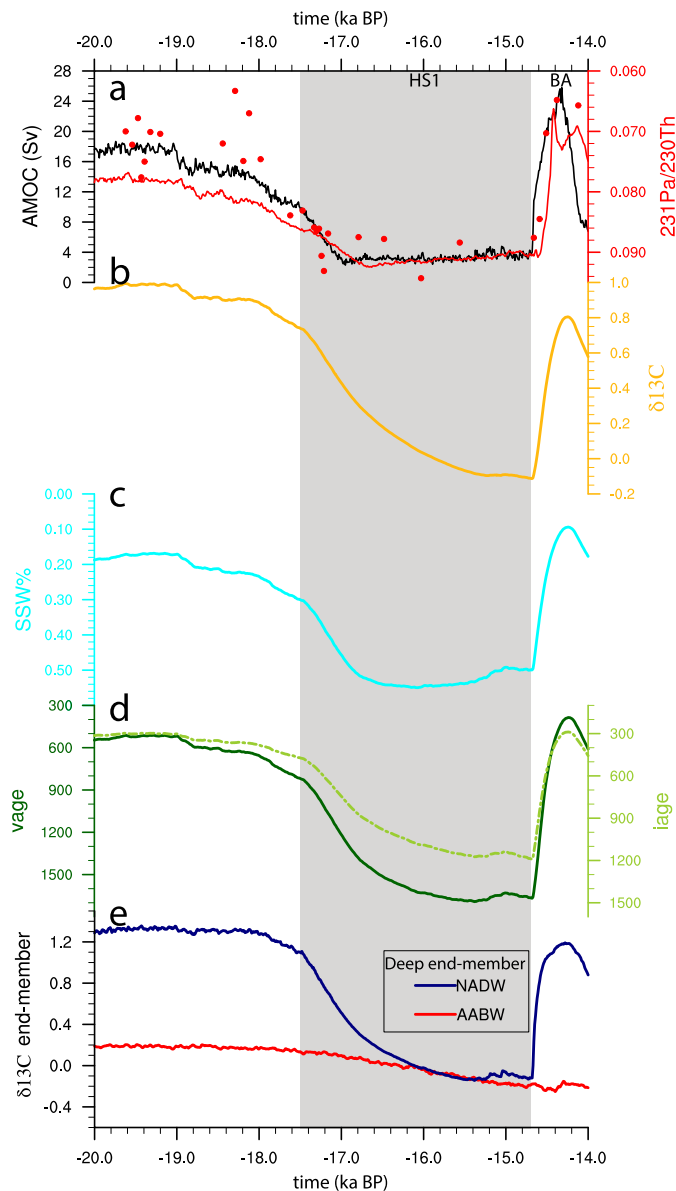 time (ka BP)
-20.0 -19.0 -18.0 -17.0 -16.0 -15.0 -14.0
HS1 BA
a
AMOC (Sv)
28
24
20
16
12
8
4
0
0.060
0.070
0.080
0.090
231Pa/230Th
b
1.0
0.8
0.6
0.4
0.2
0.0
-0.2
δ13C
c
SSW%
0.00
0.10
0.20
0.30
0.40
0.50
d
vage
300
600
900
1200
1500
300
600
900
1200
1500
iage
e
δ13C end-member
1.2
0.8
0.4
0.0
-0.4
Deep end-member
NADW
AABW
-20.0 -19.0 -18.0 -17.0 -16.0 -15.0 -14.0
time (ka BP)